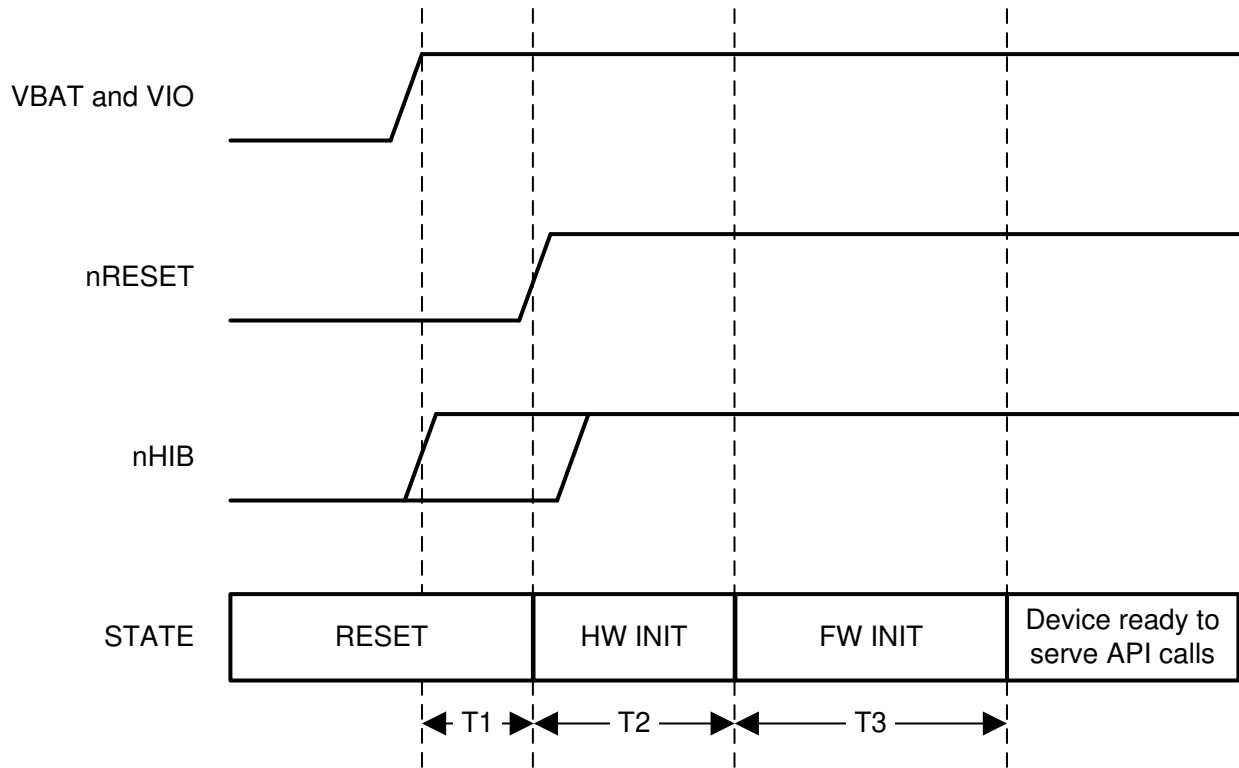 VBAT and VIO
nRESET
nHIB
STATE
RESET
HW INIT
FW INIT
Device ready to
serve API calls
T1
T2
T3